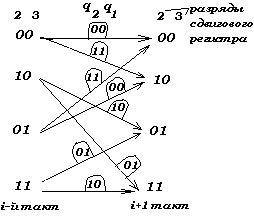 2 3 q2 q1 2 3 разряды
сдвигового
регистра
00 00 00
11
11
10 00 10
10
01 01
01
01
11 10 11
i-й такт i+1 такт